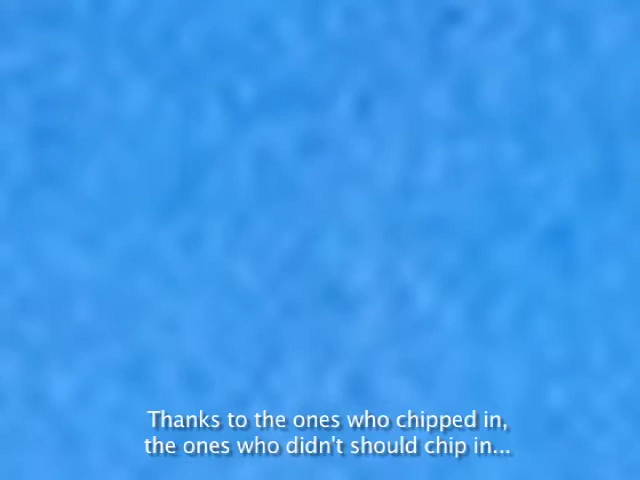 Thanks to the ones who chipped in,
the ones who didn't should chip in...